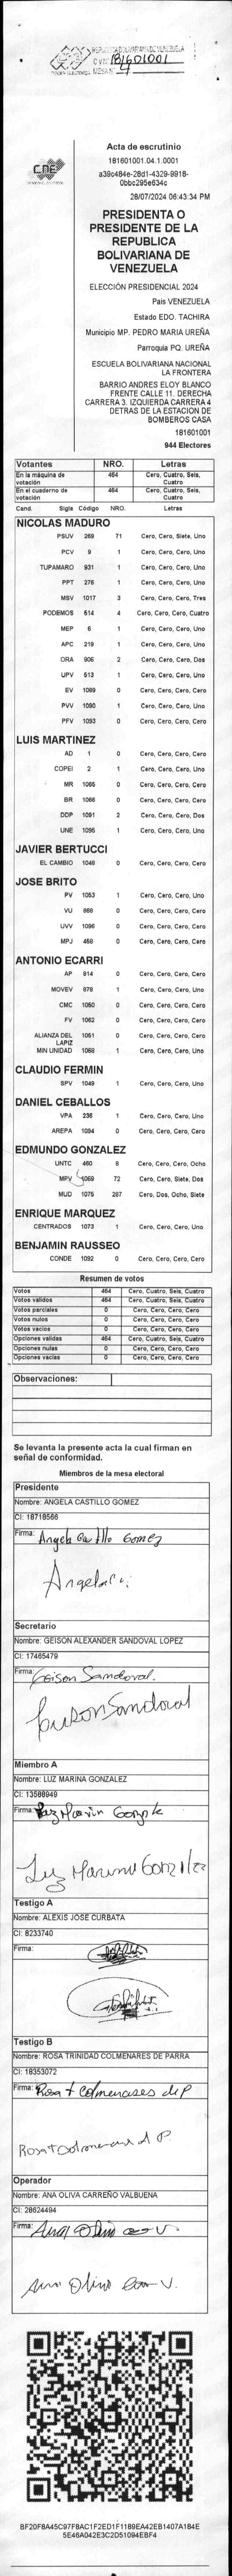 REPUBLICA BOLIVARIANA DE VENEZUELA
CV Nº 181601001
MESA Nº 4
PODER ELECTORAL
CNE
Acta de escrutinio
181601001.04.1.0001
a39c484e-28d1-4329-9918-
0bbc295e634c
28/07/2024 06:43:34 PM
PRESIDENTA O
PRESIDENTE DE LA
REPUBLICA
BOLIVARIANA DE
VENEZUELA
ELECCIÓN PRESIDENCIAL 2024
Pais VENEZUELA
Estado EDO. TACHIRA
Municipio MP. PEDRO MARIA UREÑA
Parroquia PQ. UREÑA
ESCUELA BOLIVARIANA NACIONAL
LA FRONTERA
BARRIO ANDRES ELOY BLANCO
FRENTE CALLE 11. DERECHA
CARRERA 3. IZQUIERDA CARRERA 4
DETRAS DE LA ESTACION DE
BOMBEROS CASA
181601001
944 Electores
Votantes NRO. Letras
En la máquina de votación 464 Cero, Cuatro, Seis, Cuatro
En el cuaderno de votación 464 Cero, Cuatro, Seis, Cuatro
Cand. Sigla Código NRO. Letras
NICOLAS MADURO
PSUV 269 71 Cero, Cero, Siete, Uno
PCV 9 1 Cero, Cero, Cero, Uno
TUPAMARO 931 1 Cero, Cero, Cero, Uno
PPT 276 1 Cero, Cero, Cero, Uno
MSV 1017 3 Cero, Cero, Cero, Tres
PODEMOS 514 4 Cero, Cero, Cero, Cuatro
MEP 6 1 Cero, Cero, Cero, Uno
APC 219 1 Cero, Cero, Cero, Uno
ORA 906 2 Cero, Cero, Cero, Dos
UPV 513 1 Cero, Cero, Cero, Uno
EV 1089 0 Cero, Cero, Cero, Cero
PVV 1090 1 Cero, Cero, Cero, Uno
PFV 1093 0 Cero, Cero, Cero, Cero
LUIS MARTINEZ
AD 1 0 Cero, Cero, Cero, Cero
COPEI 2 1 Cero, Cero, Cero, Uno
MR 1065 0 Cero, Cero, Cero, Cero
BR 1066 0 Cero, Cero, Cero, Cero
DDP 1091 2 Cero, Cero, Cero, Dos
UNE 1095 1 Cero, Cero, Cero, Uno
JAVIER BERTUCCI
EL CAMBIO 1048 0 Cero, Cero, Cero, Cero
JOSE BRITO
PV 1053 1 Cero, Cero, Cero, Uno
VU 868 0 Cero, Cero, Cero, Cero
UVV 1096 0 Cero, Cero, Cero, Cero
MPJ 458 0 Cero, Cero, Cero, Cero
ANTONIO ECARRI
AP 814 0 Cero, Cero, Cero, Cero
MOVEV 878 1 Cero, Cero, Cero, Uno
CMC 1050 0 Cero, Cero, Cero, Cero
FV 1062 0 Cero, Cero, Cero, Cero
ALIANZA DEL LAPIZ 1051 0 Cero, Cero, Cero, Cero
MIN UNIDAD 1068 1 Cero, Cero, Cero, Uno
CLAUDIO FERMIN
SPV 1049 1 Cero, Cero, Cero, Uno
DANIEL CEBALLOS
VPA 236 1 Cero, Cero, Cero, Uno
AREPA 1094 0 Cero, Cero, Cero, Cero
EDMUNDO GONZALEZ
UNTC 460 8 Cero, Cero, Cero, Ocho
MPV 1069 72 Cero, Cero, Siete, Dos
MUD 1075 287 Cero, Dos, Ocho, Siete
ENRIQUE MARQUEZ
CENTRADOS 1073 1 Cero, Cero, Cero, Uno
BENJAMIN RAUSSEO
CONDE 1092 0 Cero, Cero, Cero, Cero
Resumen de votos
Votos 464 Cero, Cuatro, Seis, Cuatro
Votos validos 464 Cero, Cuatro, Seis, Cuatro
Votos parciales 0 Cero, Cero, Cero, Cero
Votos nulos 0 Cero, Cero, Cero, Cero
Votos vacios 0 Cero, Cero, Cero, Cero
Opciones validas 464 Cero, Cuatro, Seis, Cuatro
Opciones nulas 0 Cero, Cero, Cero, Cero
Opciones vacias 0 Cero, Cero, Cero, Cero
Observaciones:
Se levanta la presente acta la cual firman en
señal de conformidad.
Miembros de la mesa electoral
Presidente
Nombre: ANGELA CASTILLO GOMEZ
CI: 18718566
Firma: Angela Castillo Gomez
Secretario
Nombre: GEISON ALEXANDER SANDOVAL LOPEZ
CI: 17465479
Firma: Geison Sandoval.
Geison Sandoval
Miembro A
Nombre: LUZ MARINA GONZALEZ
CI: 13586949
Firma: Luz Marina Gonzalez
Luz Marina Gonzalez
Testigo A
Nombre: ALEXIS JOSE CURBATA
CI: 8233740
Firma:
Testigo B
Nombre: ROSA TRINIDAD COLMENARES DE PARRA
CI: 18353072
Firma: Rosa t Colmenares de P
Rosa t Colmenares d P.
Operador
Nombre: ANA OLIVA CARREÑO VALBUENA
CI: 28624494
Firma: Ana Oliva
Ana Oliva
BF20F8A45C97F8AC1F2ED1F1189EA42EB1407A184E
5E46A042E3C2D51094EBF4